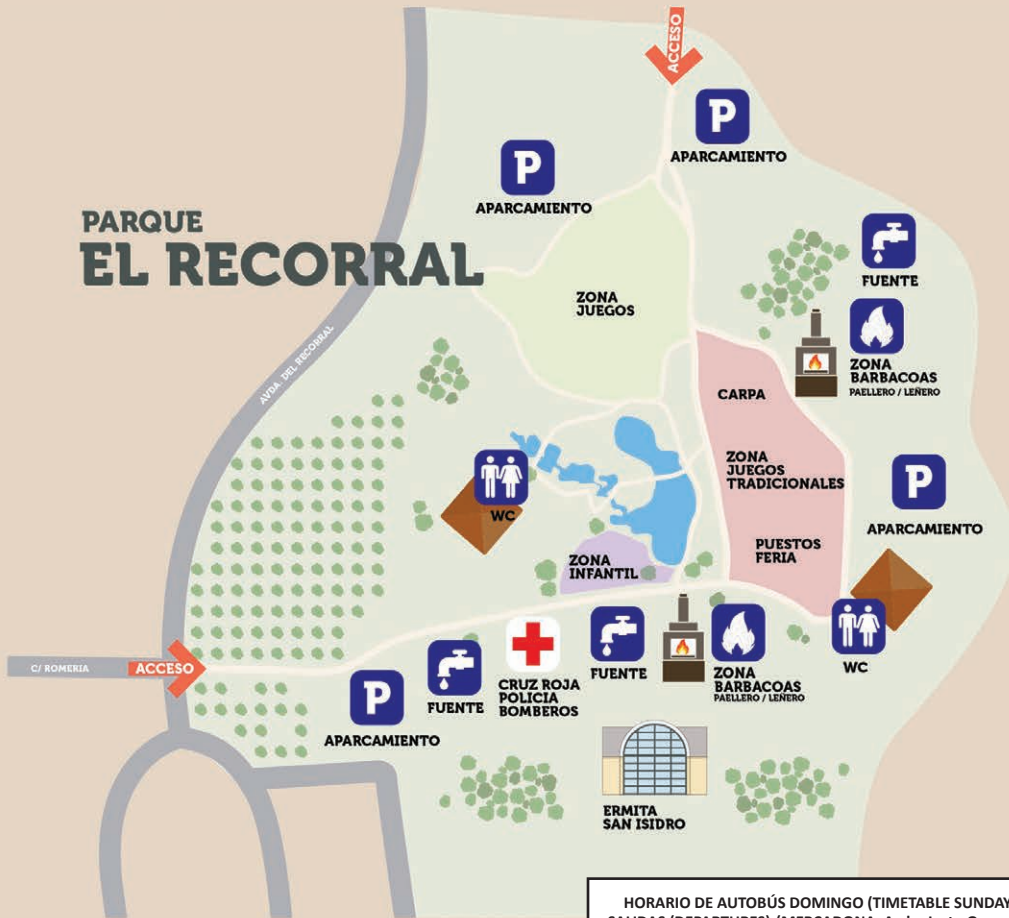 ACCESO
P
APARCAMIENTO
P
APARCAMIENTO
PARQUE
EL RECORRAL
FUENTE
ZONA
JUEGOS
ZONA
BARBACOAS
PAELLERO / LEÑERO
AVDA. DEL RECORRAL
CARPA
ZONA
JUEGOS
TRADICIONALES
P
APARCAMIENTO
WC
PUESTOS
FERIA
ZONA
INFANTIL
C/ ROMERIA
ACCESO
P
APARCAMIENTO
FUENTE
CRUZ ROJA
POLICIA
BOMBEROS
FUENTE
ZONA
BARBACOAS
PAELLERO / LEÑERO
WC
ERMITA
SAN ISIDRO
HORARIO DE AUTOBÚS DOMINGO (TIMETABLE SUNDAY